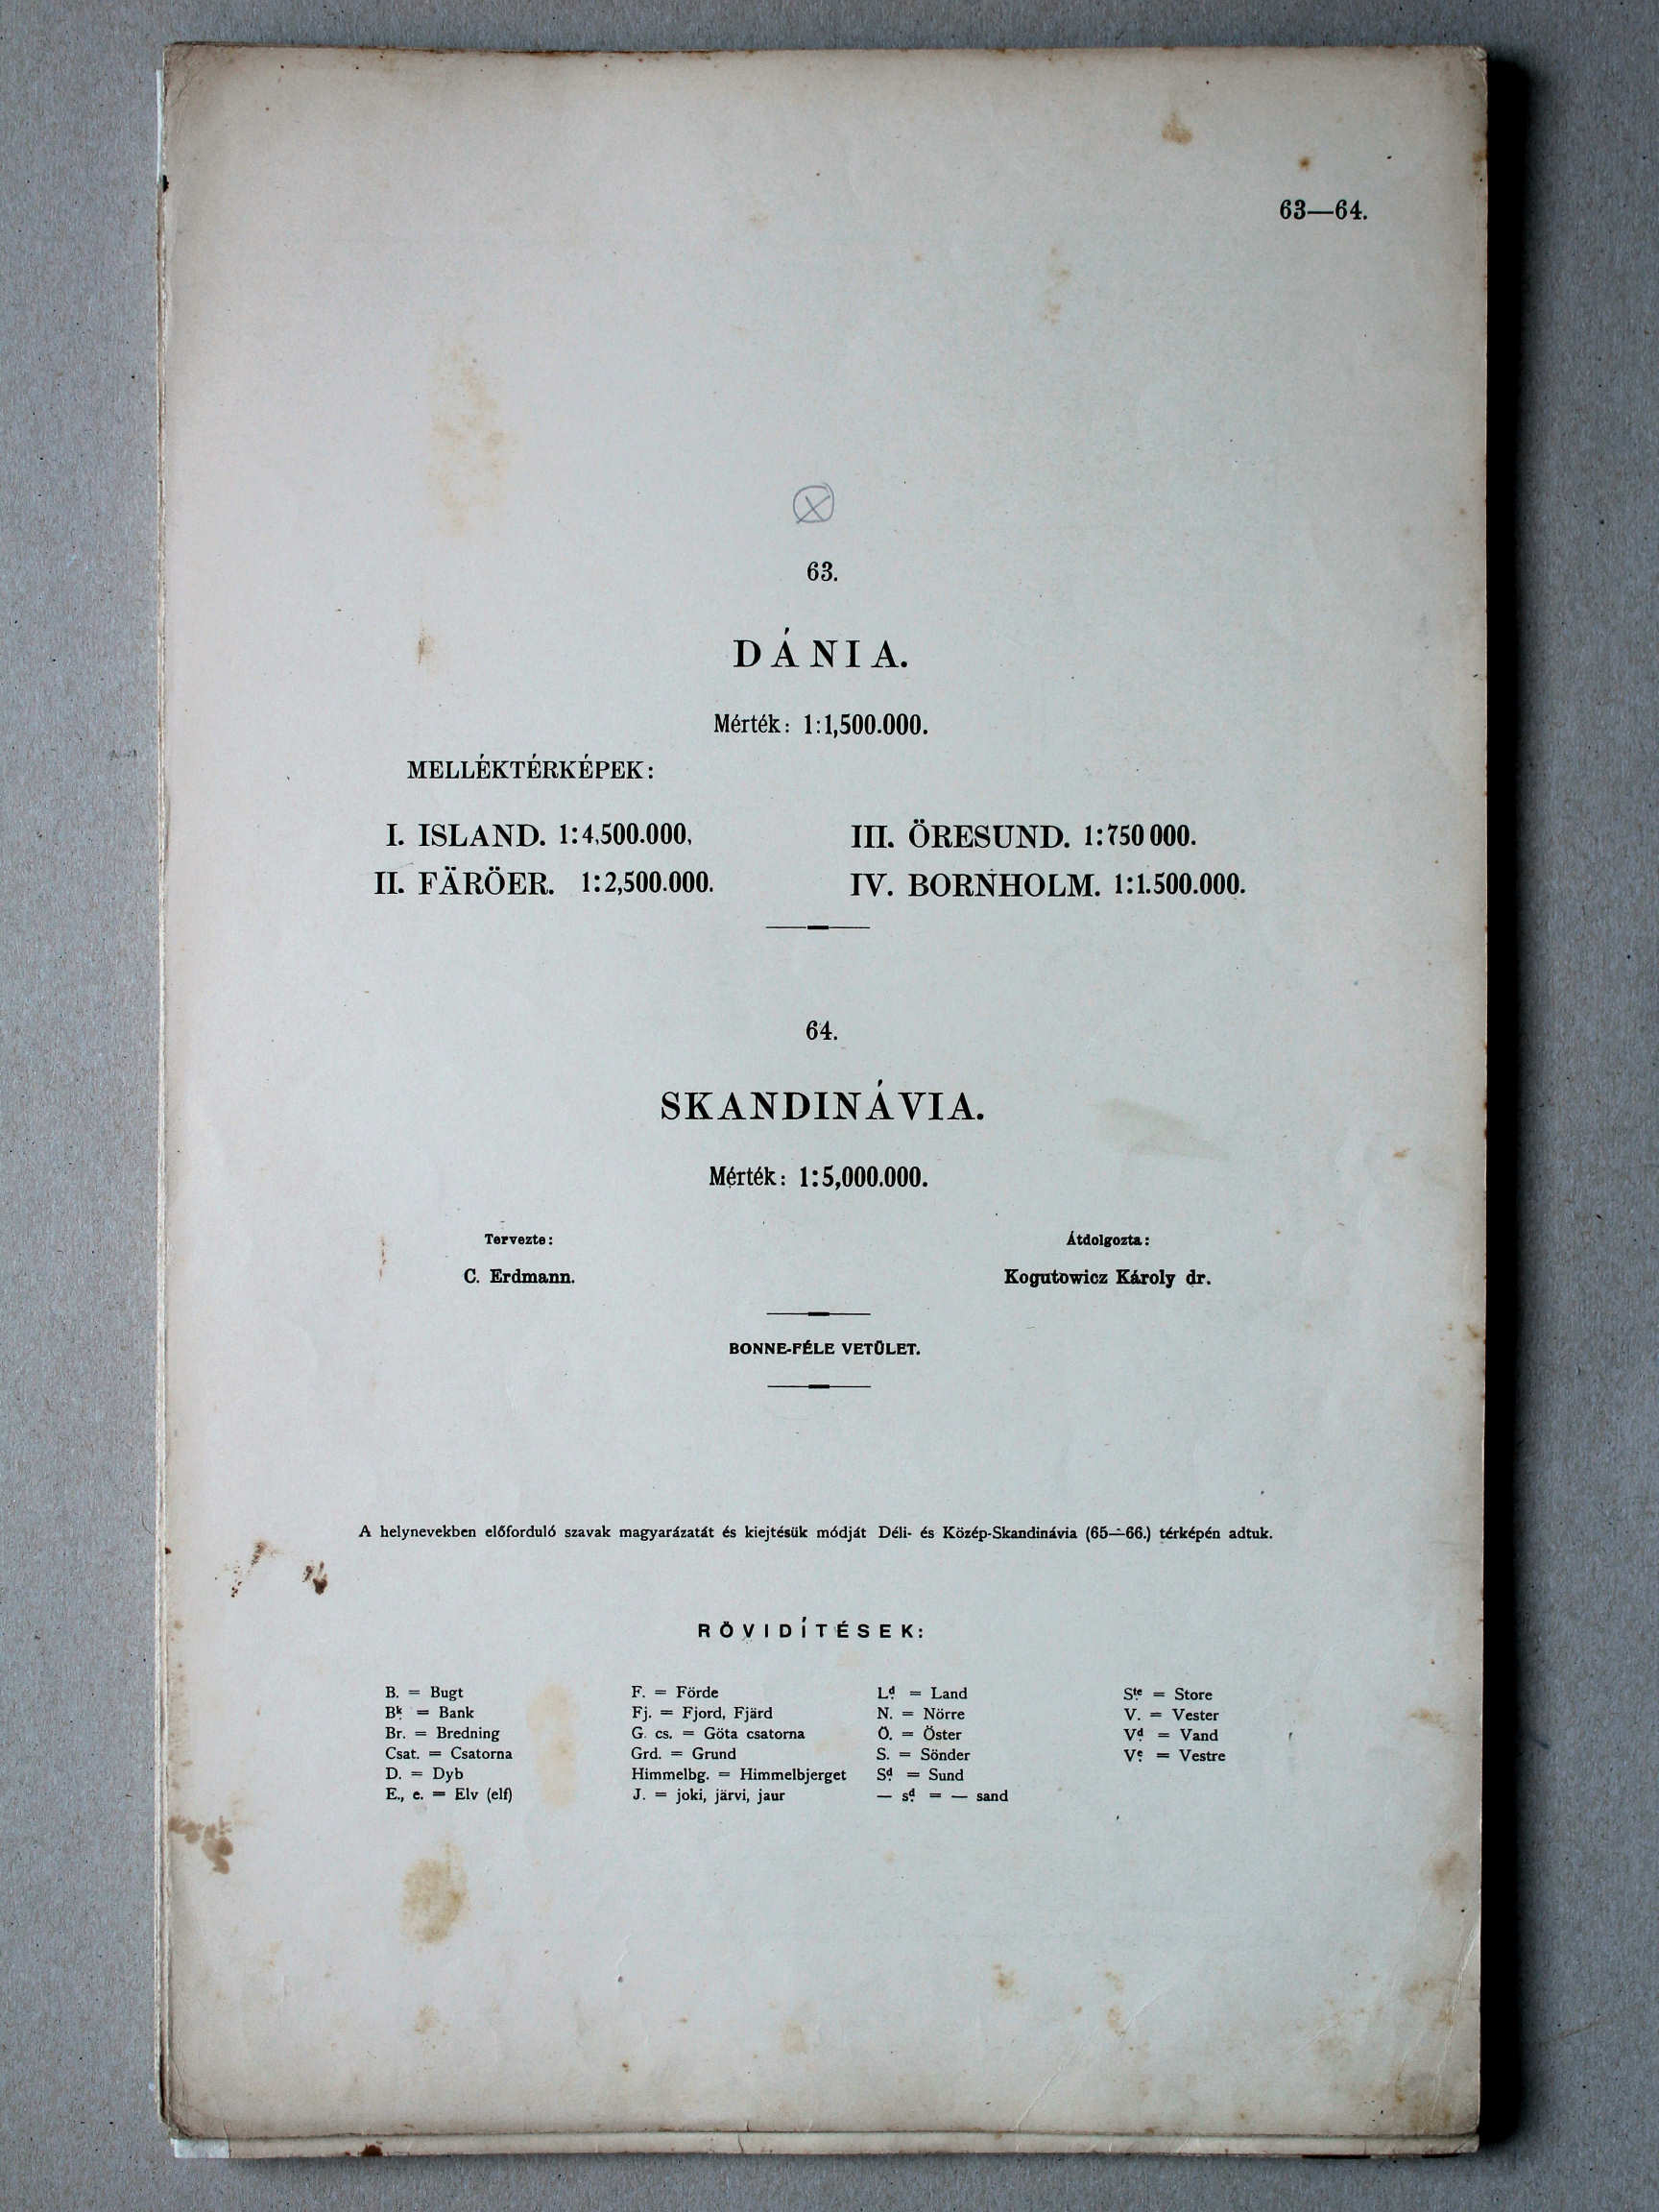 63—64.
63.
DÁNIA.
Mérték: 1:1,500.000.
MELLÉKTÉRKÉPEK:
I. ISLAND. 1:4.500.000.
II. FÄRÖER. 1:2,500.000.
III. ÖRESUND. 1:750 000.
IV. BORNHOLM. 1:1.500.000.
64.
SKANDINÁVIA.
Mérték: 1:5,000.000.
Tervezte:
C. Erdmann.
Átdolgozta:
Kogutowicz Károly dr.
BONNE-FÉLE VETÜLET.
A helynevekben előforduló szavak magyarázatát és kiejtésük módját Déli- és Közép-Skandinávia (65—66.) térképén adtuk.
RÖVIDÍTÉSEK:
B. = Bugt
Bk. = Bank
Br. = Bredning
Csat. = Csatorna
D. = Dyb
E., e. = Elv (elf)
F. = Förde
Fj. = Fjord, Fjärd
G. cs. = Göta csatorna
Grd. = Grund
Himmelbg. = Himmelbjerget
J. = joki, järvi, jaur
Ld. = Land
N. = Nörre
Ö. = Öster
S. = Sönder
Sd. = Sund
— sd. = — sand
Ste. = Store
V. = Vester
Vd. = Vand
Ve. = Vestre